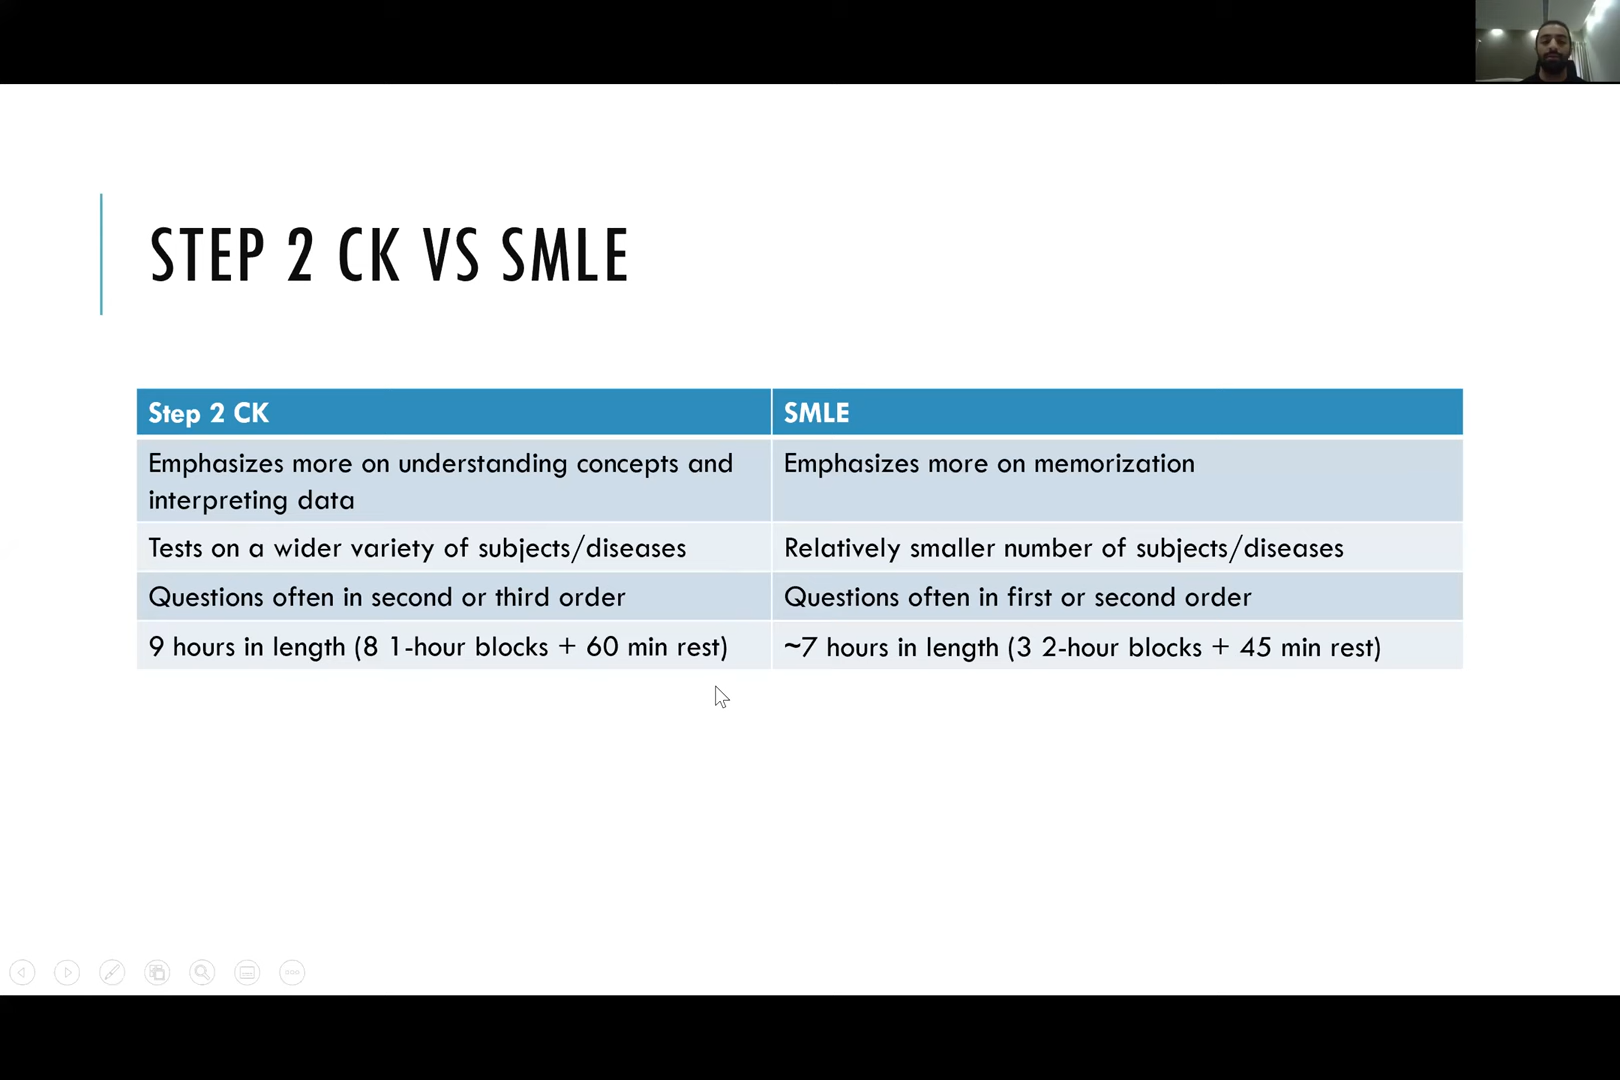 STEP 2 CK VS SMLE
Step 2 CK
SMLE
Emphasizes more on understanding concepts and
interpreting data
Emphasizes more on memorization
Tests on a wider variety of subjects/diseases
Relatively smaller number of subjects/diseases
Questions often in second or third order
Questions often in first or second order
9 hours in length (8 1-hour blocks + 60 min rest)
~7 hours in length (3 2-hour blocks + 45 min rest)